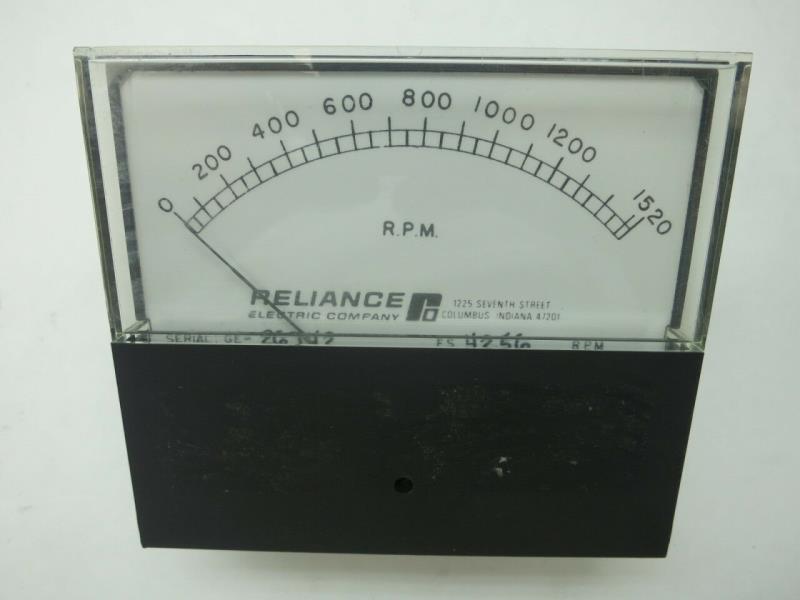 0 200 400 600 800 1000 1200 1520
R.P.M.
RELIANCE
ELECTRIC COMPANY
1225 SEVENTH STREET
COLUMBUS INDIANA 47201
SERIAL GE-
F.S. 4256 RPM